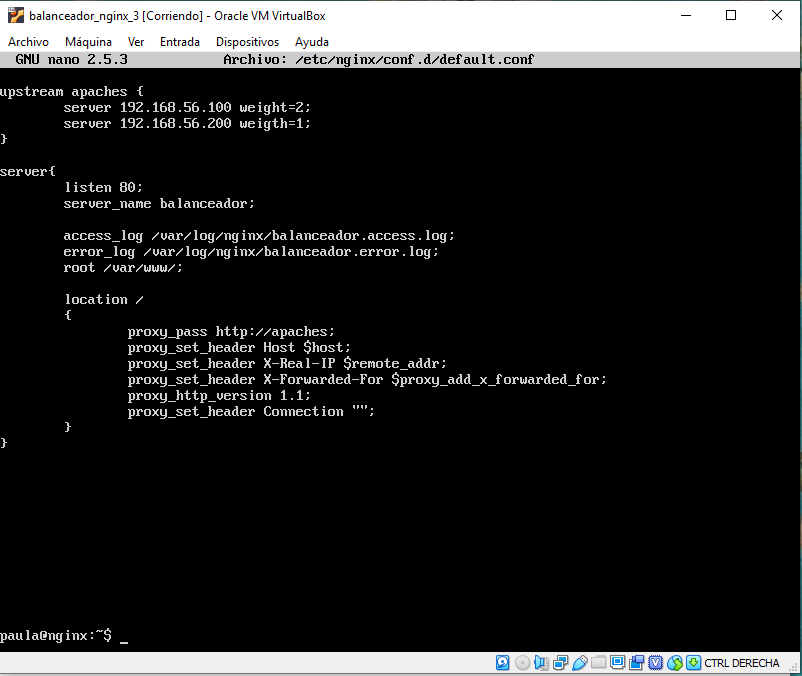 balanceador_nginx_3 [Corriendo] - Oracle VM VirtualBox
Archivo Máquina Ver Entrada Dispositivos Ayuda
GNU nano 2.5.3 Archivo: /etc/nginx/conf.d/default.conf
upstream apaches {
server 192.168.56.100 weight=2;
server 192.168.56.200 weigth=1;
}
server{
listen 80;
server_name balanceador;
access_log /var/log/nginx/balanceador.access.log;
error_log /var/log/nginx/balanceador.error.log;
root /var/www/;
location /
{
proxy_pass http://apaches;
proxy_set_header Host $host;
proxy_set_header X-Real-IP $remote_addr;
proxy_set_header X-Forwarded-For $proxy_add_x_forwarded_for;
proxy_http_version 1.1;
proxy_set_header Connection "";
}
}
paula@nginx:~$ _
CTRL DERECHA